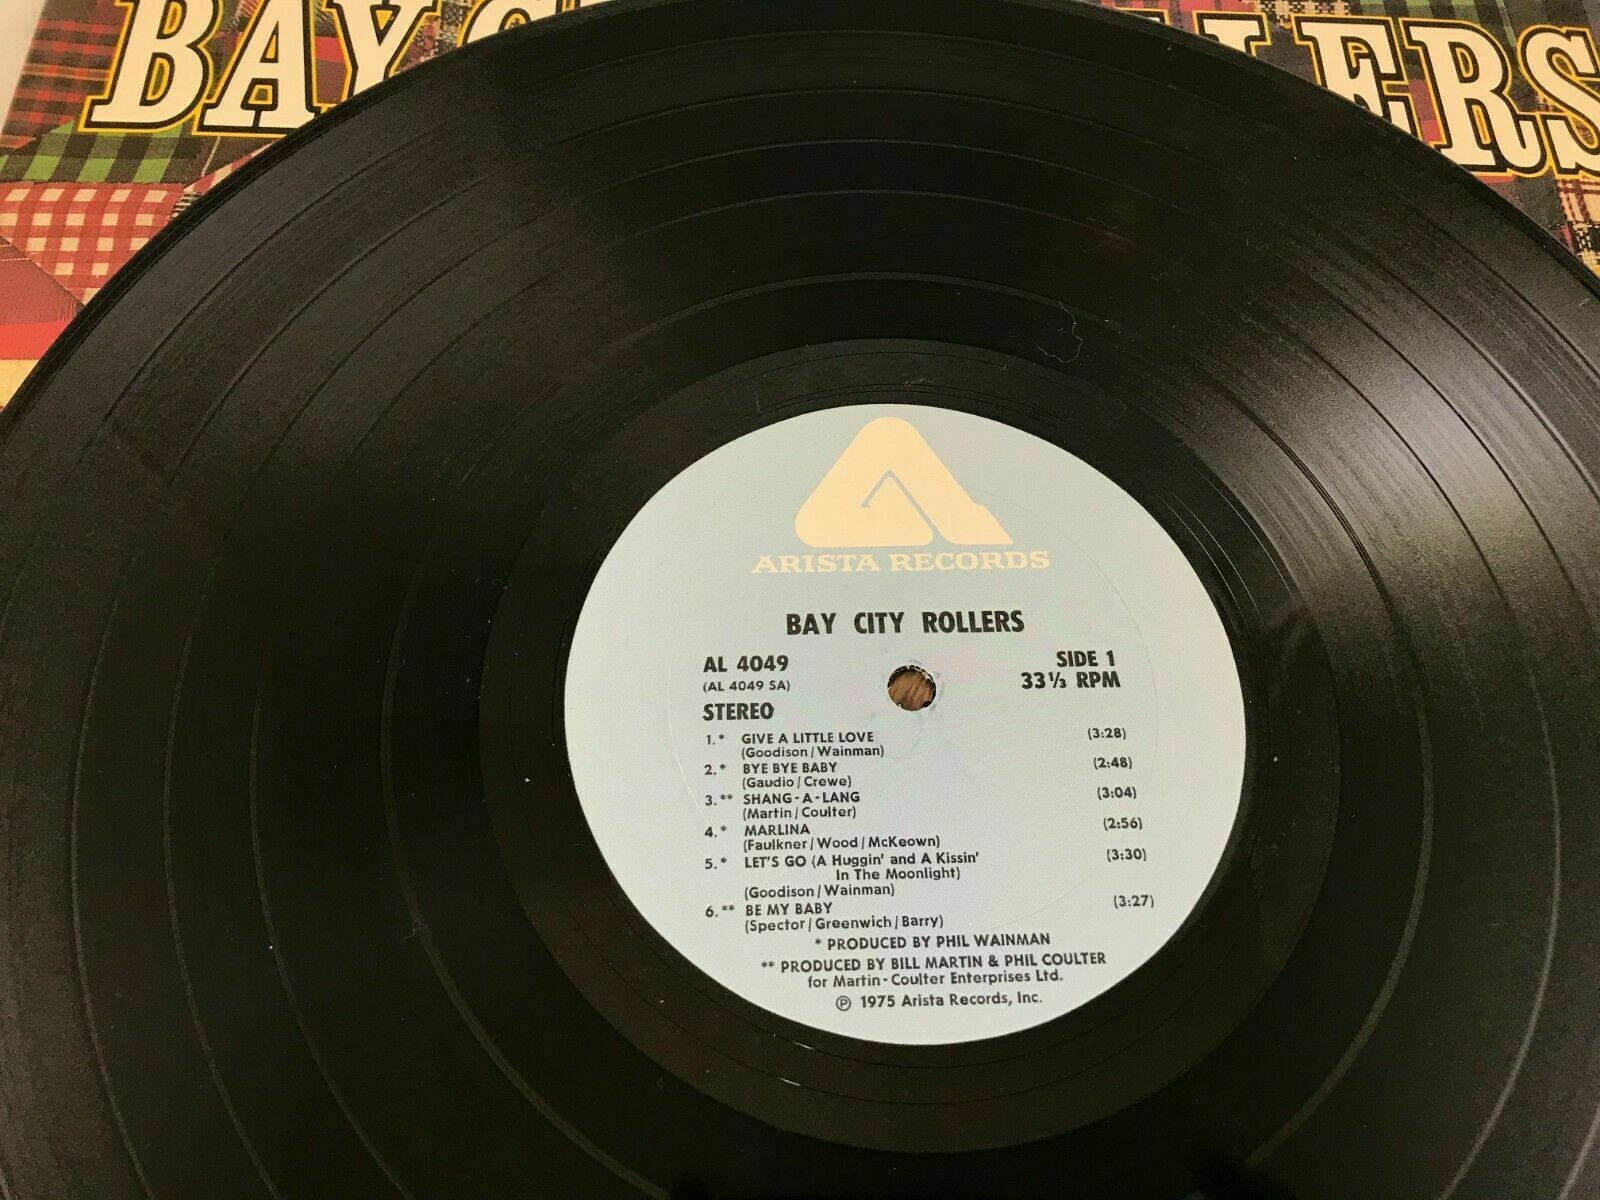 BAY
LERS
ARISTA RECORDS
BAY CITY ROLLERS
AL 4049 SIDE 1
(AL 4049 SA) 33 1/3 RPM
STEREO
1.* GIVE A LITTLE LOVE (3:28)
(Goodison/Wainman)
2.* BYE BYE BABY (2:48)
(Gaudio/Crewe)
3.** SHANG-A-LANG (3:04)
(Martin/Coulter)
4.* MARLINA (2:56)
(Faulkner/Wood/McKeown)
5.* LET'S GO (A Huggin' and A Kissin' (3:30)
In The Moonlight)
(Goodison/Wainman)
6.** BE MY BABY (3:27)
(Spector/Greenwich/Barry)
* PRODUCED BY PHIL WAINMAN
** PRODUCED BY BILL MARTIN & PHIL COULTER
for Martin-Coulter Enterprises Ltd.
℗ 1975 Arista Records, Inc.